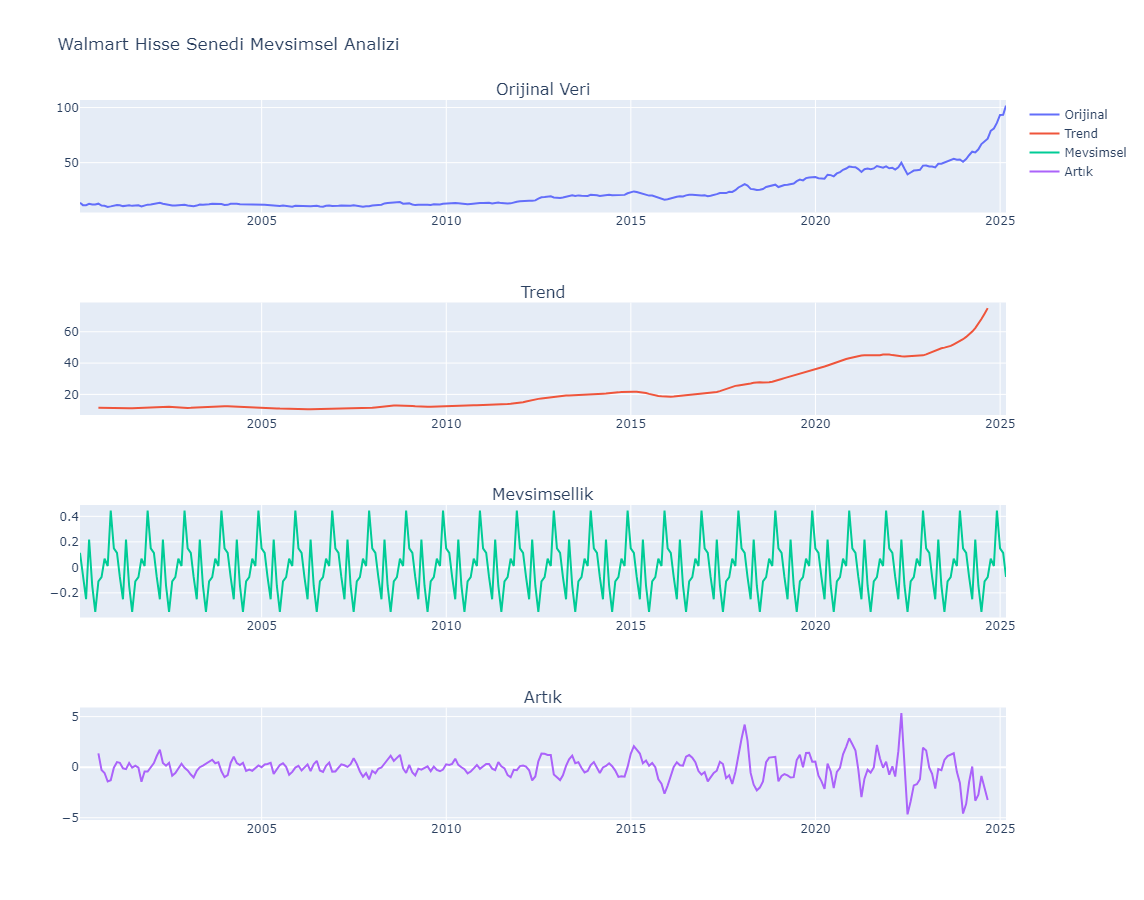 Walmart Hisse Senedi Mevsimsel Analizi
Orijinal Veri
100
50
2005 2010 2015 2020 2025
Orijinal
Trend
Mevsimsel
Artık
Trend
60
40
20
2005 2010 2015 2020 2025
Mevsimsellik
0.4
0.2
0
−0.2
2005 2010 2015 2020 2025
Artık
5
0
−5
2005 2010 2015 2020 2025